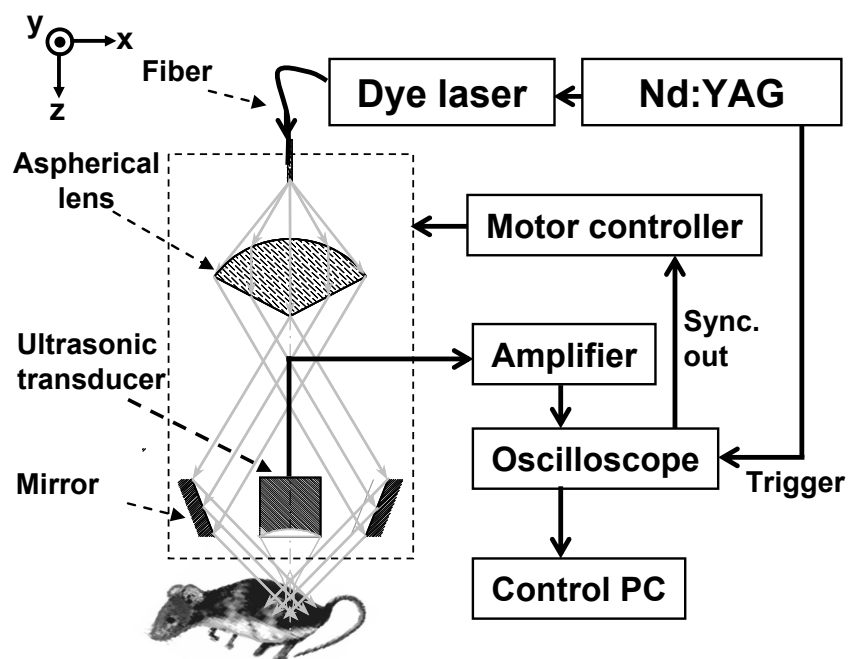 y
x
z
Fiber
Dye laser
Nd:YAG
Aspherical
lens
Motor controller
Ultrasonic
transducer
Amplifier
Sync.
out
Mirror
Oscilloscope
Trigger
Control PC